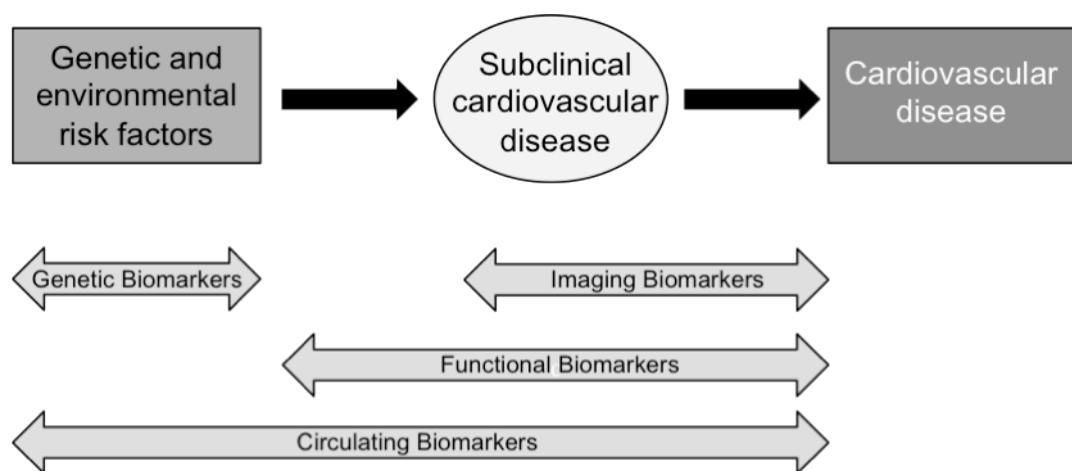 Genetic and
environmental
risk factors
Subclinical
cardiovascular
disease
Cardiovascular
disease
Genetic Biomarkers
Imaging Biomarkers
Functional Biomarkers
Circulating Biomarkers